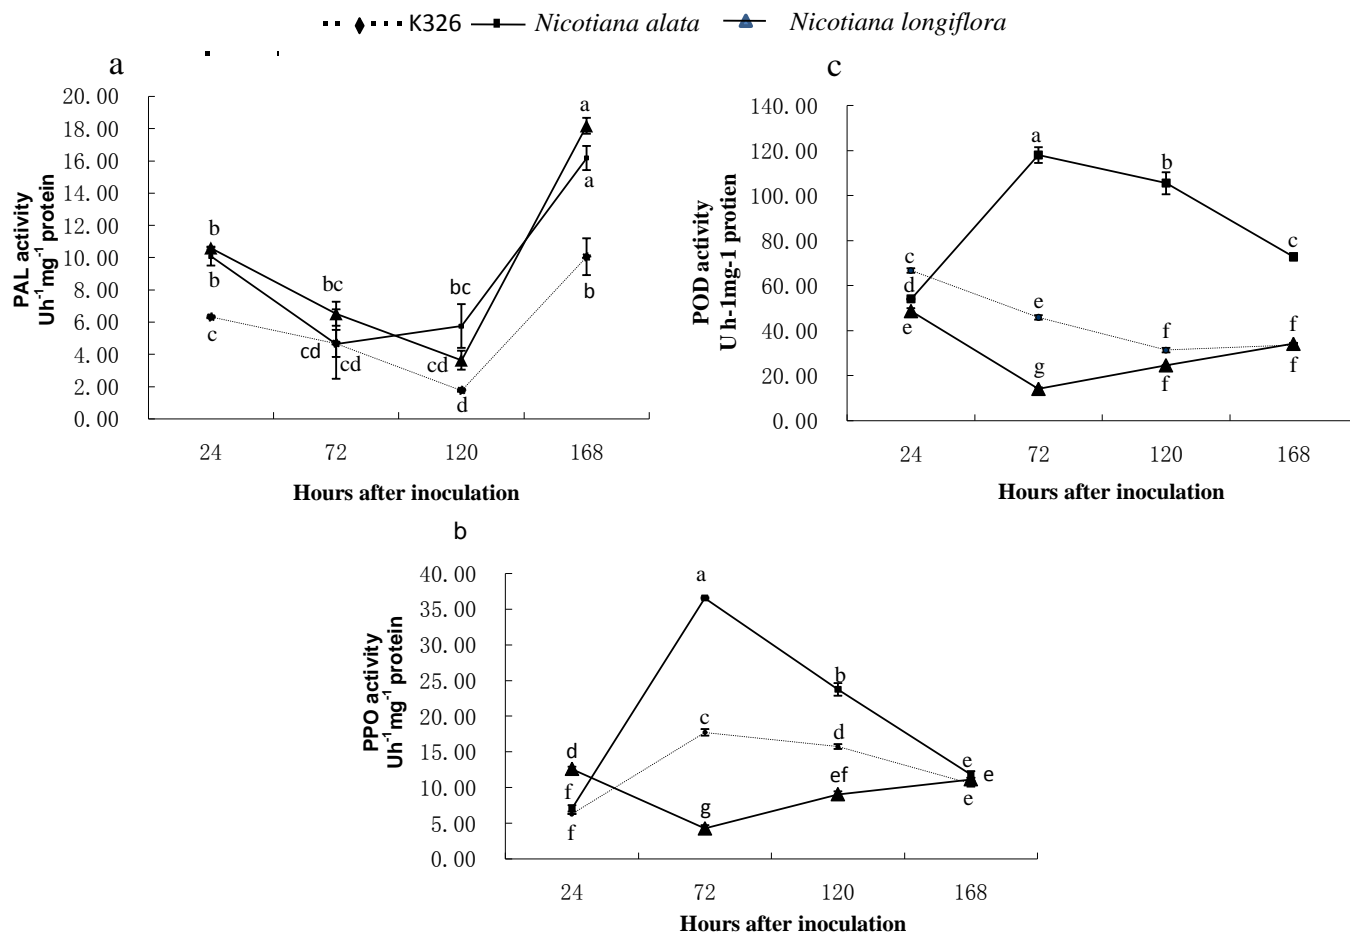 K326 Nicotiana alata Nicotiana longiflora
a
20.00
18.00
16.00
14.00
12.00
10.00
8.00
6.00
4.00
2.00
0.00
PAL activity
Uh-1mg-1 protein
b
b
c
bc
cd
cd
bc
cd
d
a
a
b
24 72 120 168
Hours after inoculation
c
140.00
120.00
100.00
80.00
60.00
40.00
20.00
0.00
POD activity
U h-1mg-1 protien
c
d
e
a
e
g
b
f
f
c
f
f
24 72 120 168
Hours after inoculation
b
40.00
35.00
30.00
25.00
20.00
15.00
10.00
5.00
0.00
PPO activity
Uh-1mg-1 protein
d
f
f
a
c
g
b
d
ef
e
e
e
24 72 120 168
Hours after inoculation